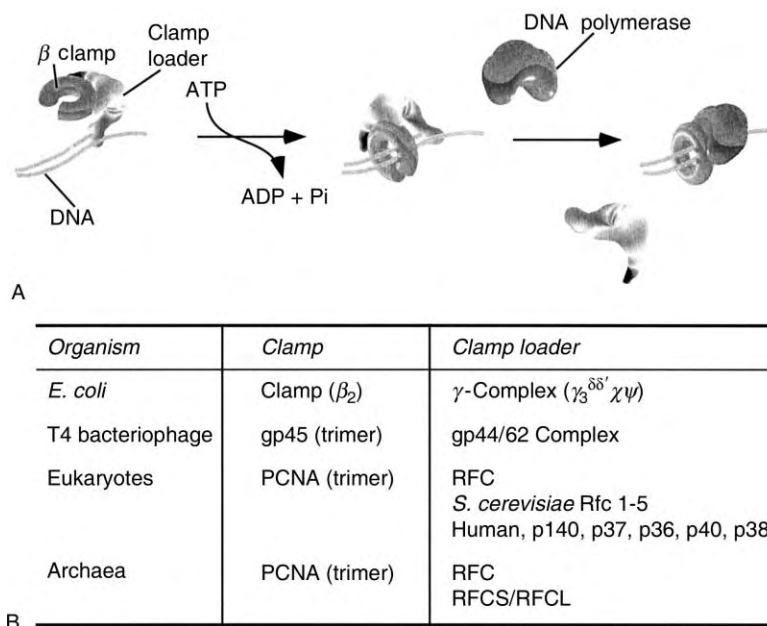 β clamp
Clamp
loader
ATP
ADP + Pi
DNA
DNA polymerase
A
Organism Clamp Clamp loader
E. coli Clamp (β₂) γ-Complex (γ₃^δδ′ χψ)
T4 bacteriophage gp45 (trimer) gp44/62 Complex
Eukaryotes PCNA (trimer) RFC
S. cerevisiae Rfc 1-5
Human, p140, p37, p36, p40, p38
Archaea PCNA (trimer) RFC
RFCS/RFCL
B